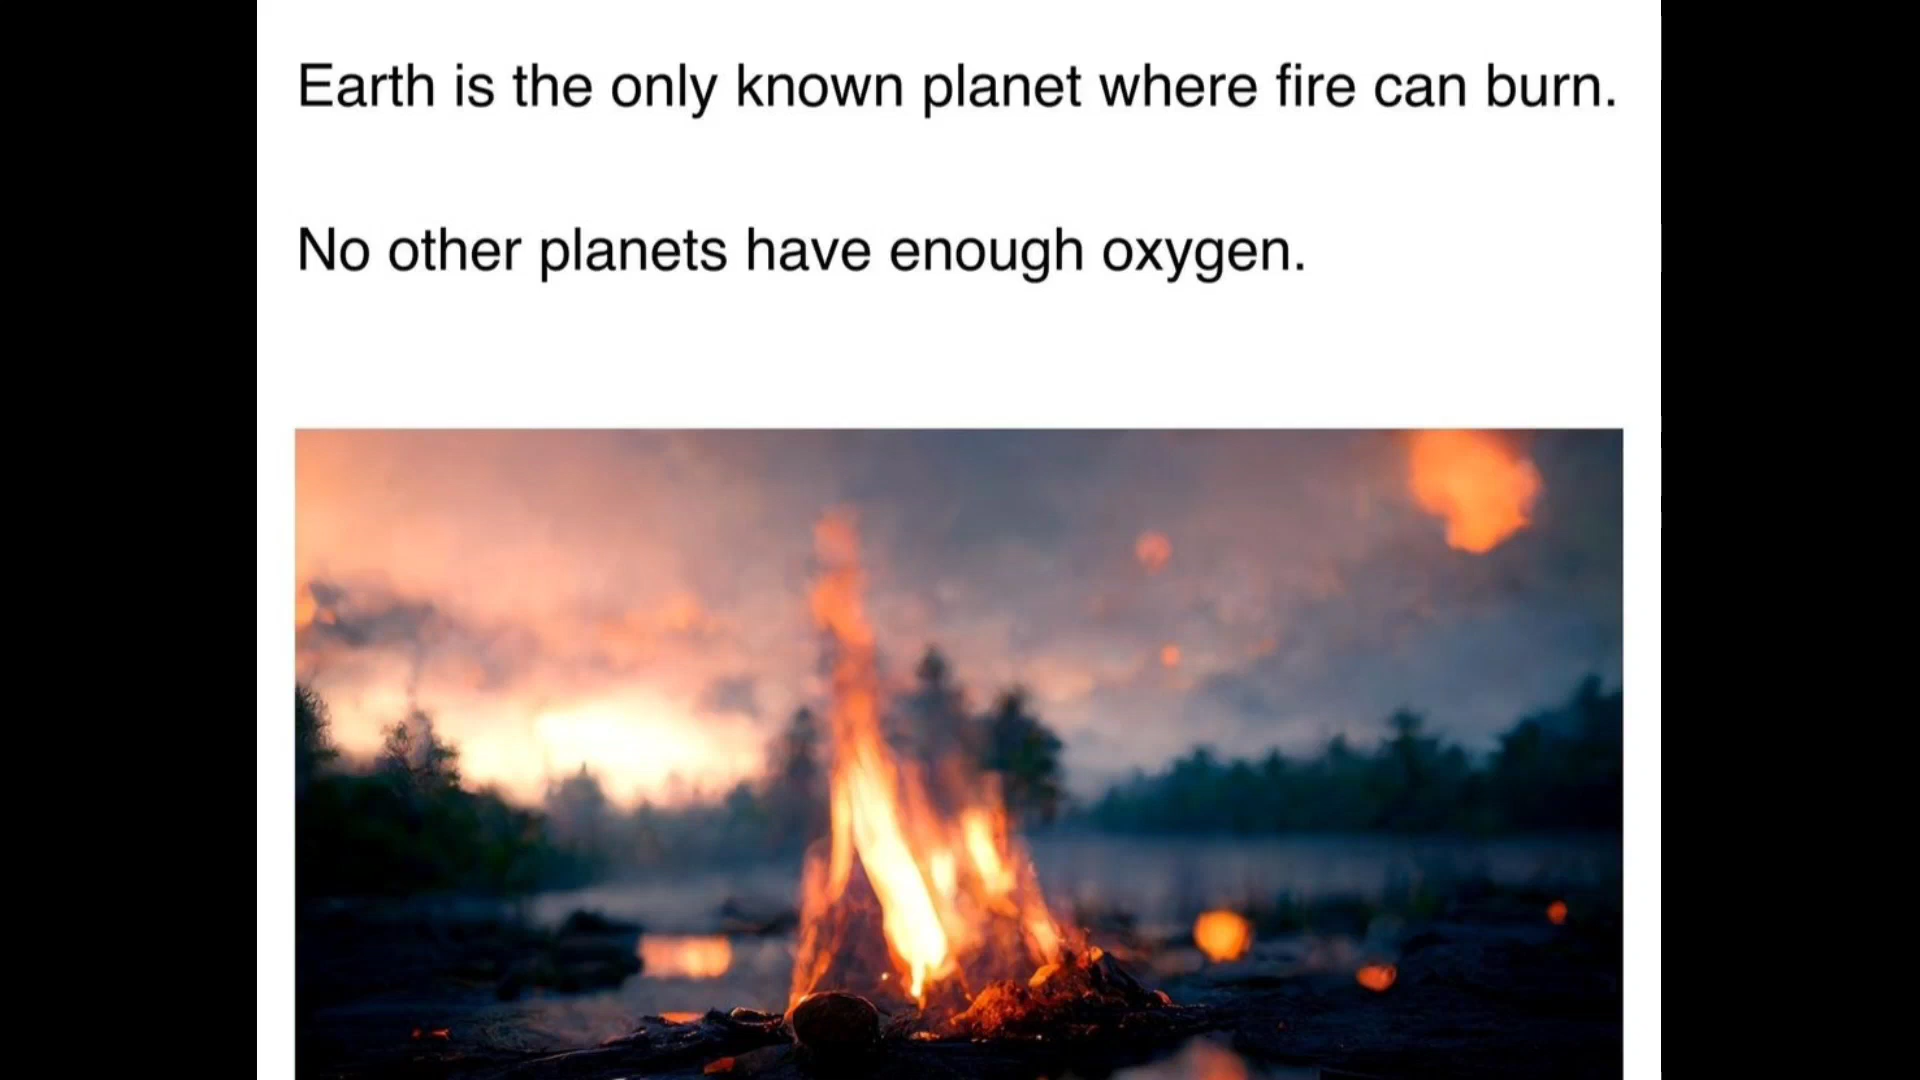 Earth is the only known planet where fire can burn.
No other planets have enough oxygen.